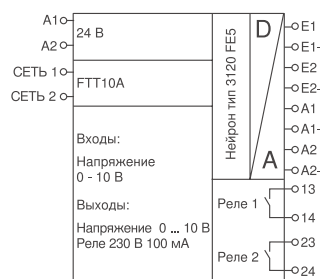 A1
A2
24 В
СЕТЬ 1
СЕТЬ 2
FTT10A
Входы:
Напряжение
0 - 10 В
Выходы:
Напряжение 0 ... 10 В
Реле 230 В 100 мА
Нейрон тип 3120 FE5
D
A
E1
E1-
E2
E2-
A1
A1-
A2
A2-
Реле 1
13
14
Реле 2
23
24